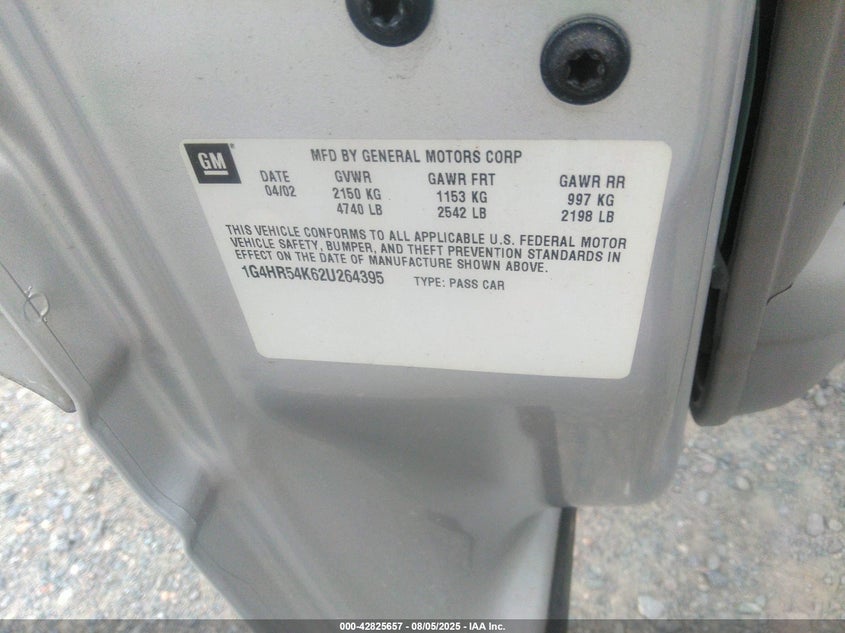 GM
MFD BY GENERAL MOTORS CORP
DATE GVWR GAWR FRT GAWR RR
04/02 2150 KG 1153 KG 997 KG
4740 LB 2542 LB 2198 LB
THIS VEHICLE CONFORMS TO ALL APPLICABLE U.S. FEDERAL MOTOR
VEHICLE SAFETY, BUMPER, AND THEFT PREVENTION STANDARDS IN
EFFECT ON THE DATE OF MANUFACTURE SHOWN ABOVE.
1G4HR54K62U264395 TYPE: PASS CAR
000-42825657 - 08/05/2025 - IAA Inc.